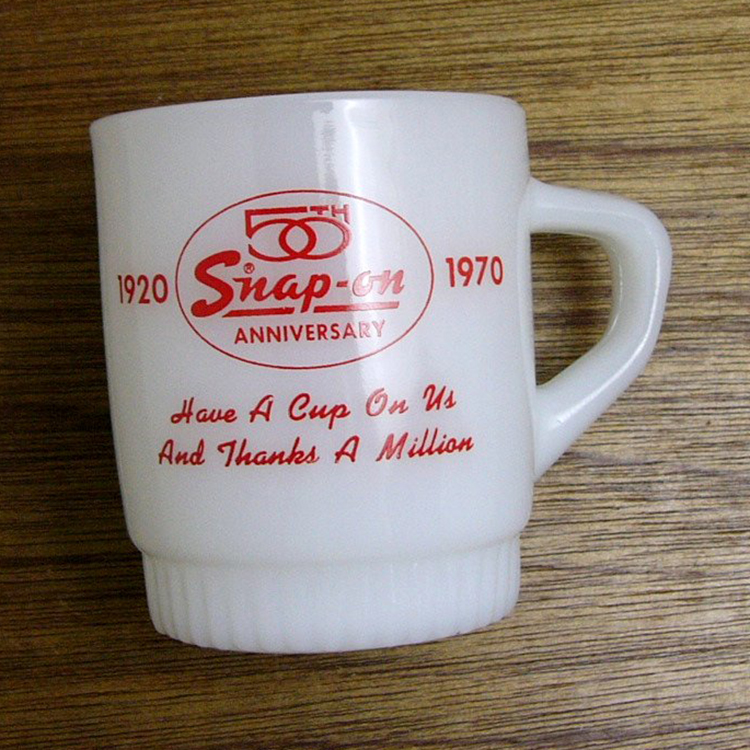 50TH
1920 Snap-on® 1970
ANNIVERSARY
Have A Cup On Us
And Thanks A Million